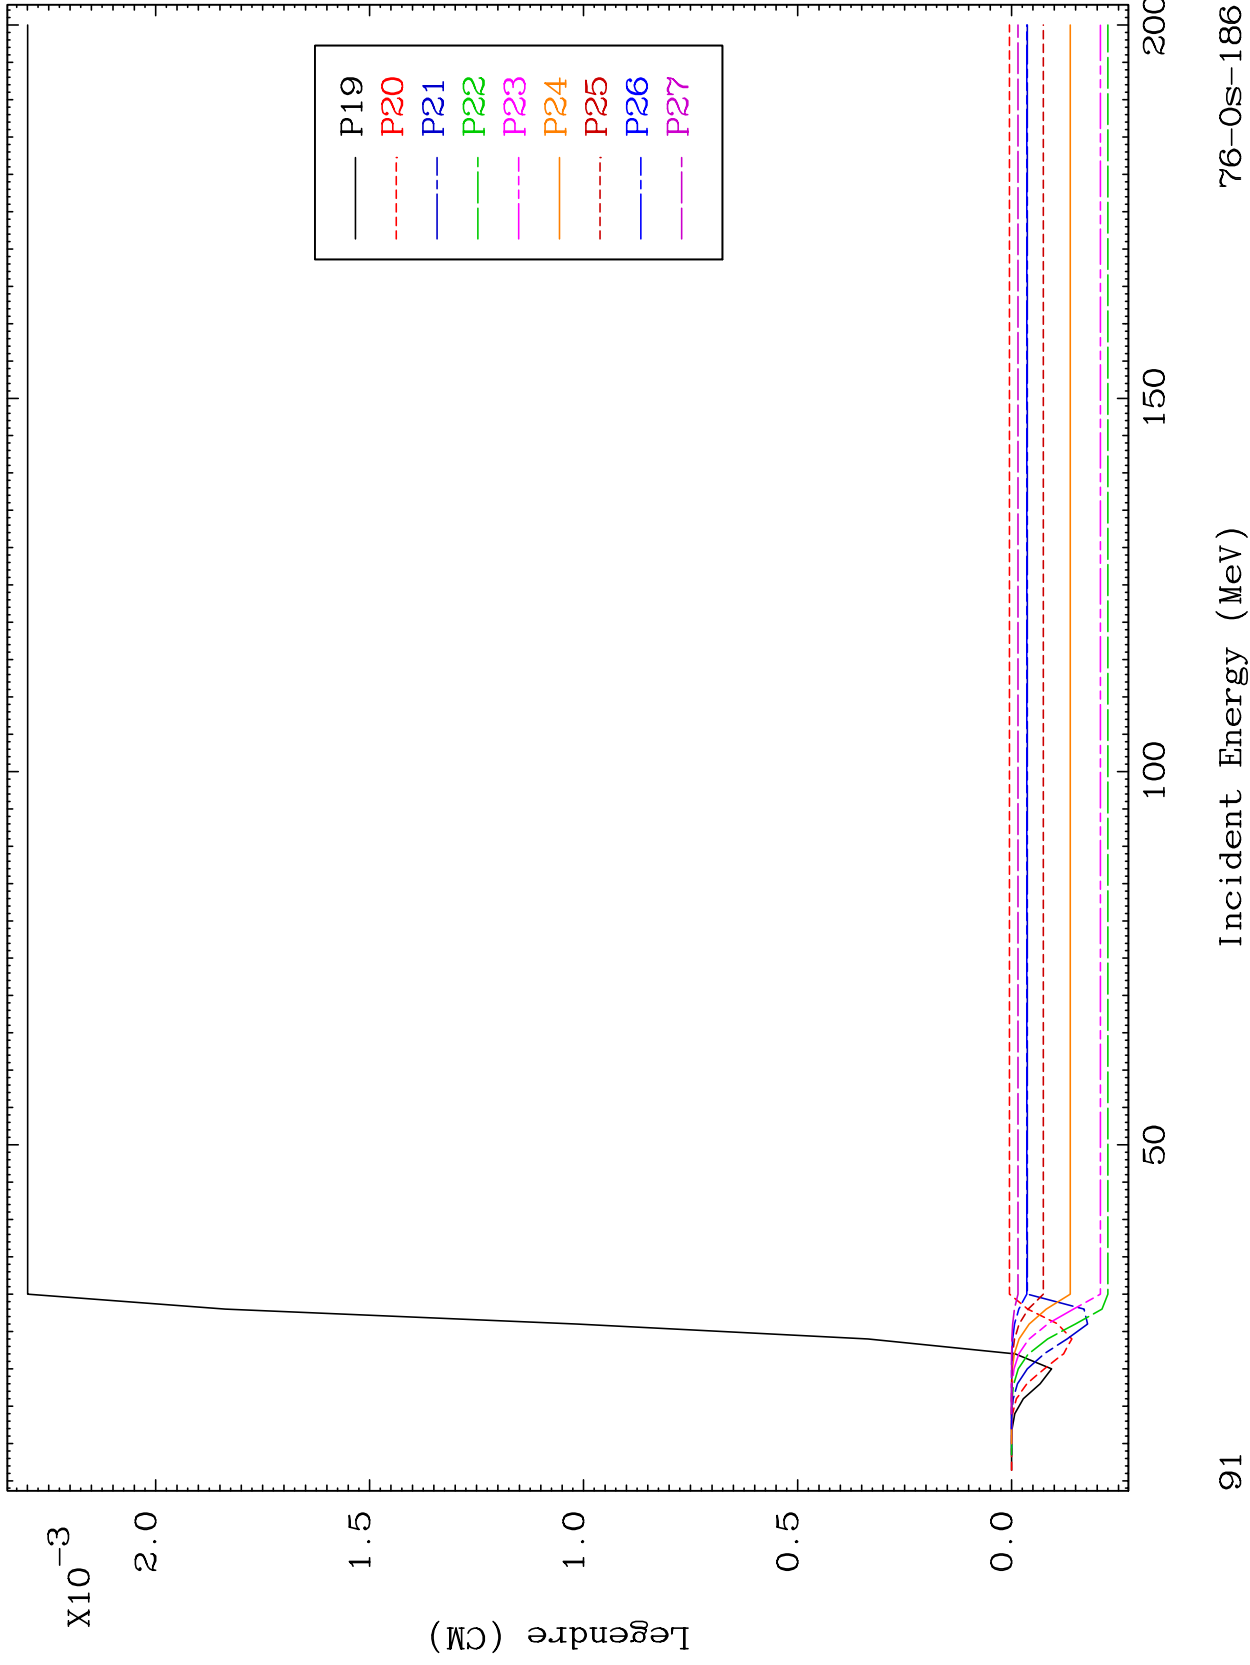 X10-3
2.0
1.5
1.0
0.5
0.0
Legendre (CM)
P19
P20
P21
P22
P23
P24
P25
P26
P27
50
100
150
200
Incident Energy (MeV)
91
76-Os-186